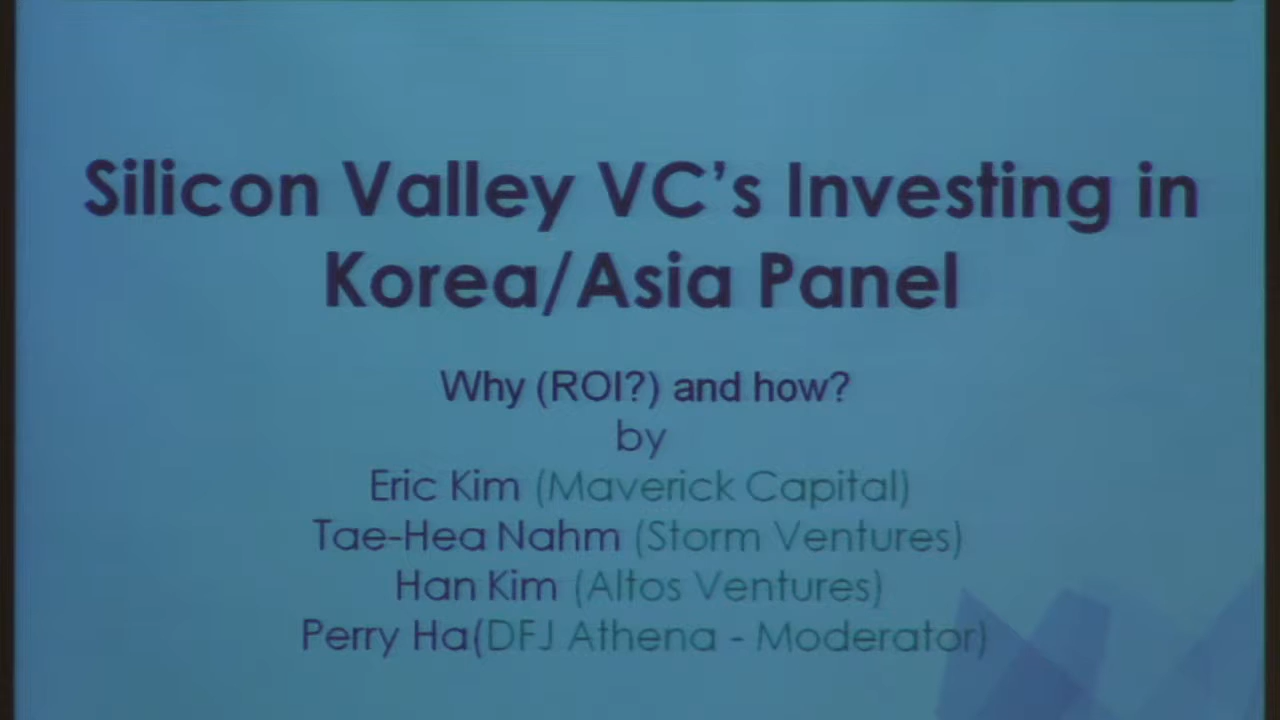 Silicon Valley VC's Investing in
Korea/Asia Panel
Why (ROI?) and how?
by
Eric Kim (Maverick Capital)
Tae-Hea Nahm (Storm Ventures)
Han Kim (Altos Ventures)
Perry Ha(DFJ Athena - Moderator)